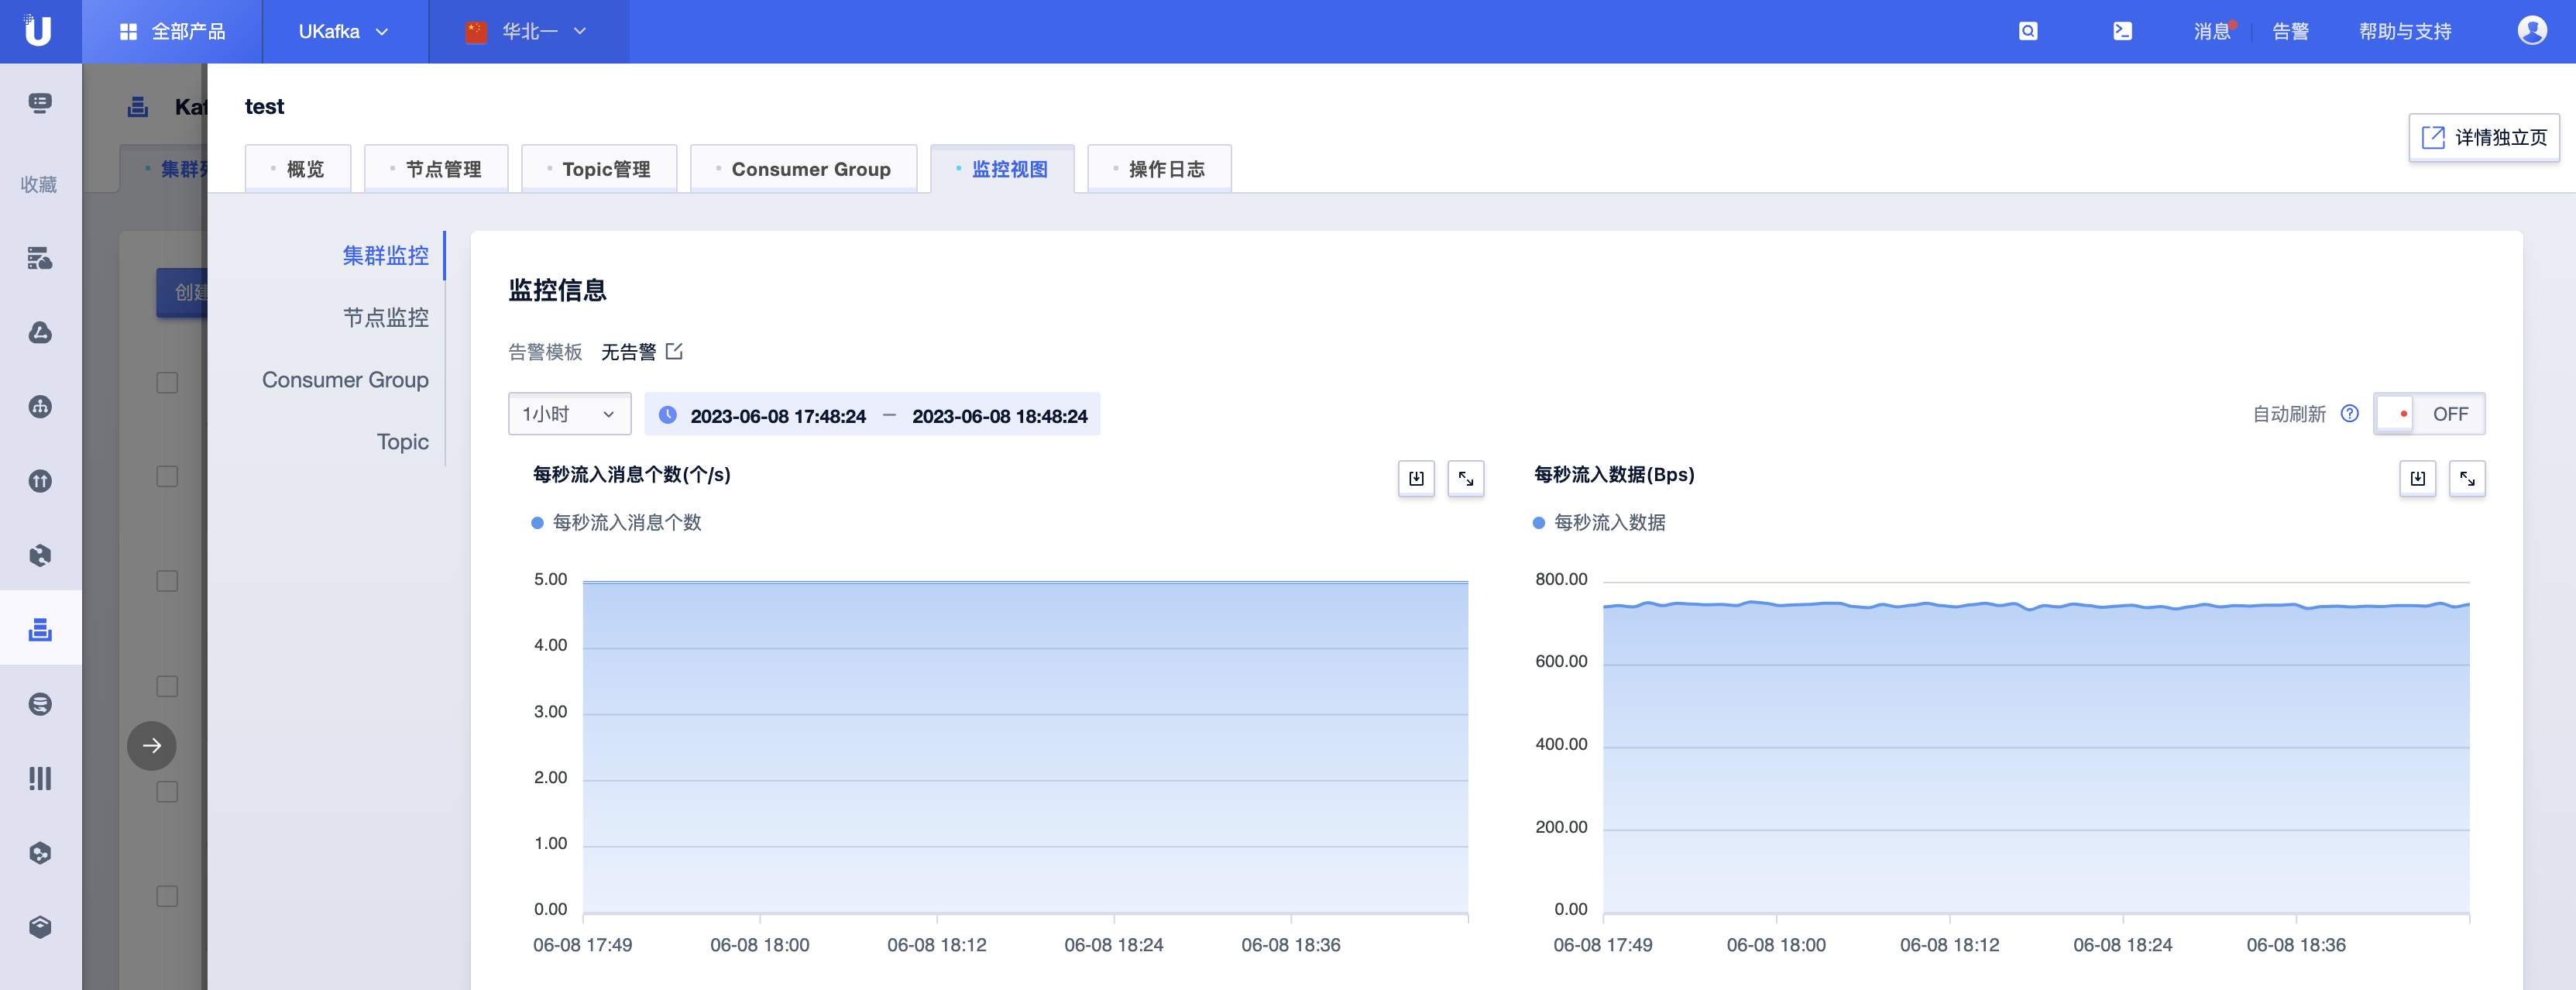 全部产品
UKafka
华北一
消息
告警
帮助与支持
收藏
test
详情独立页
概览
节点管理
Topic管理
Consumer Group
监控视图
操作日志
集群监控
节点监控
Consumer Group
Topic
监控信息
告警模板 无告警
1小时
2023-06-08 17:48:24 — 2023-06-08 18:48:24
自动刷新
OFF
每秒流入消息个数(个/s)
每秒流入消息个数
5.00
4.00
3.00
2.00
1.00
0.00
06-08 17:49
06-08 18:00
06-08 18:12
06-08 18:24
06-08 18:36
每秒流入数据(Bps)
每秒流入数据
800.00
600.00
400.00
200.00
0.00
06-08 17:49
06-08 18:00
06-08 18:12
06-08 18:24
06-08 18:36